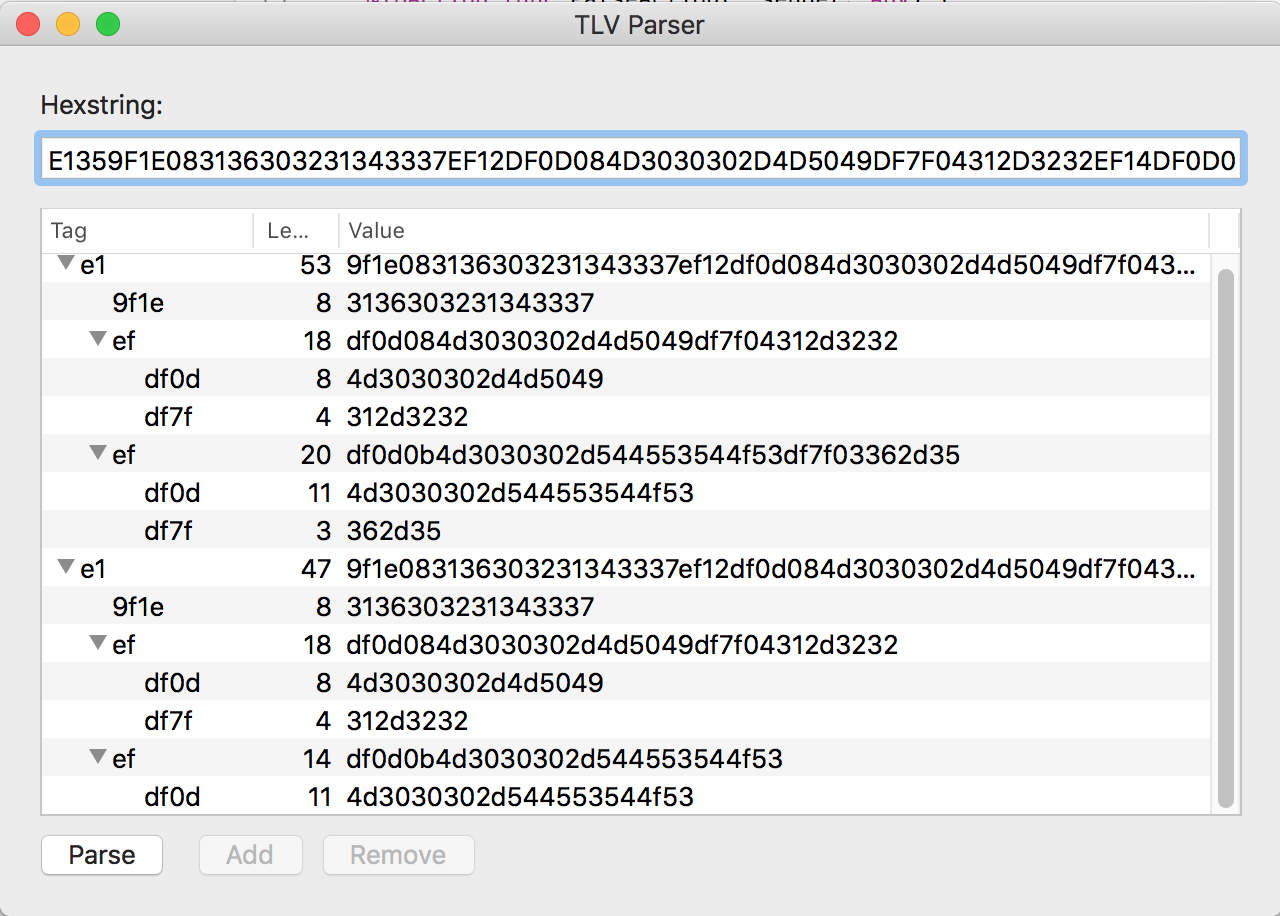 TLV Parser
Hexstring:
E1359F1E083136303231343337EF12DF0D084D3030302D4D5049DF7F04312D3232EF14DF0D0
Tag Le... Value
e1 53 9f1e083136303231343337ef12df0d084d3030302d4d5049df7f043...
9f1e 8 3136303231343337
ef 18 df0d084d3030302d4d5049df7f04312d3232
df0d 8 4d3030302d4d5049
df7f 4 312d3232
ef 20 df0d0b4d3030302d544553544f53df7f03362d35
df0d 11 4d3030302d544553544f53
df7f 3 362d35
e1 47 9f1e083136303231343337ef12df0d084d3030302d4d5049df7f043...
9f1e 8 3136303231343337
ef 18 df0d084d3030302d4d5049df7f04312d3232
df0d 8 4d3030302d4d5049
df7f 4 312d3232
ef 14 df0d0b4d3030302d544553544f53
df0d 11 4d3030302d544553544f53
Parse Add Remove